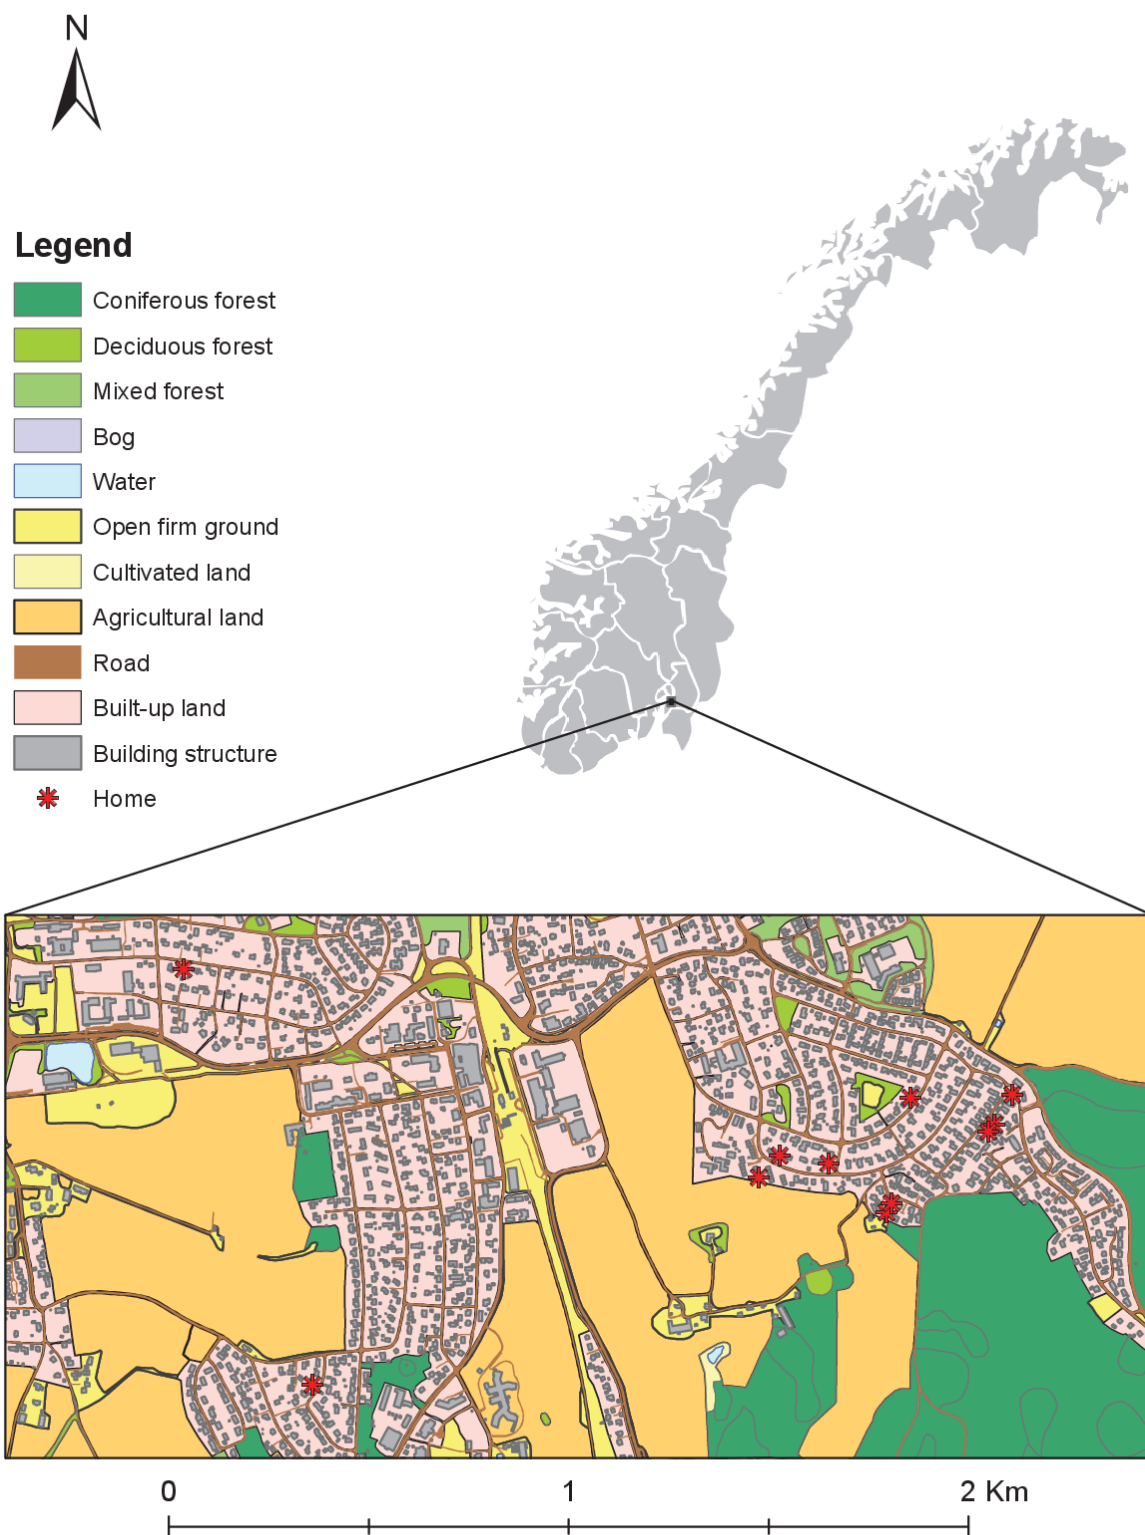 N
Legend
Coniferous forest
Deciduous forest
Mixed forest
Bog
Water
Open firm ground
Cultivated land
Agricultural land
Road
Built-up land
Building structure
Home
0 1 2 Km